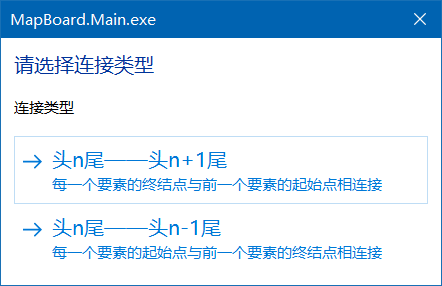 MapBoard.Main.exe
请选择连接类型
连接类型
头n尾——头n+1尾
每一个要素的终结点与前一个要素的起始点相连接
头n尾——头n-1尾
每一个要素的起始点与前一个要素的终结点相连接